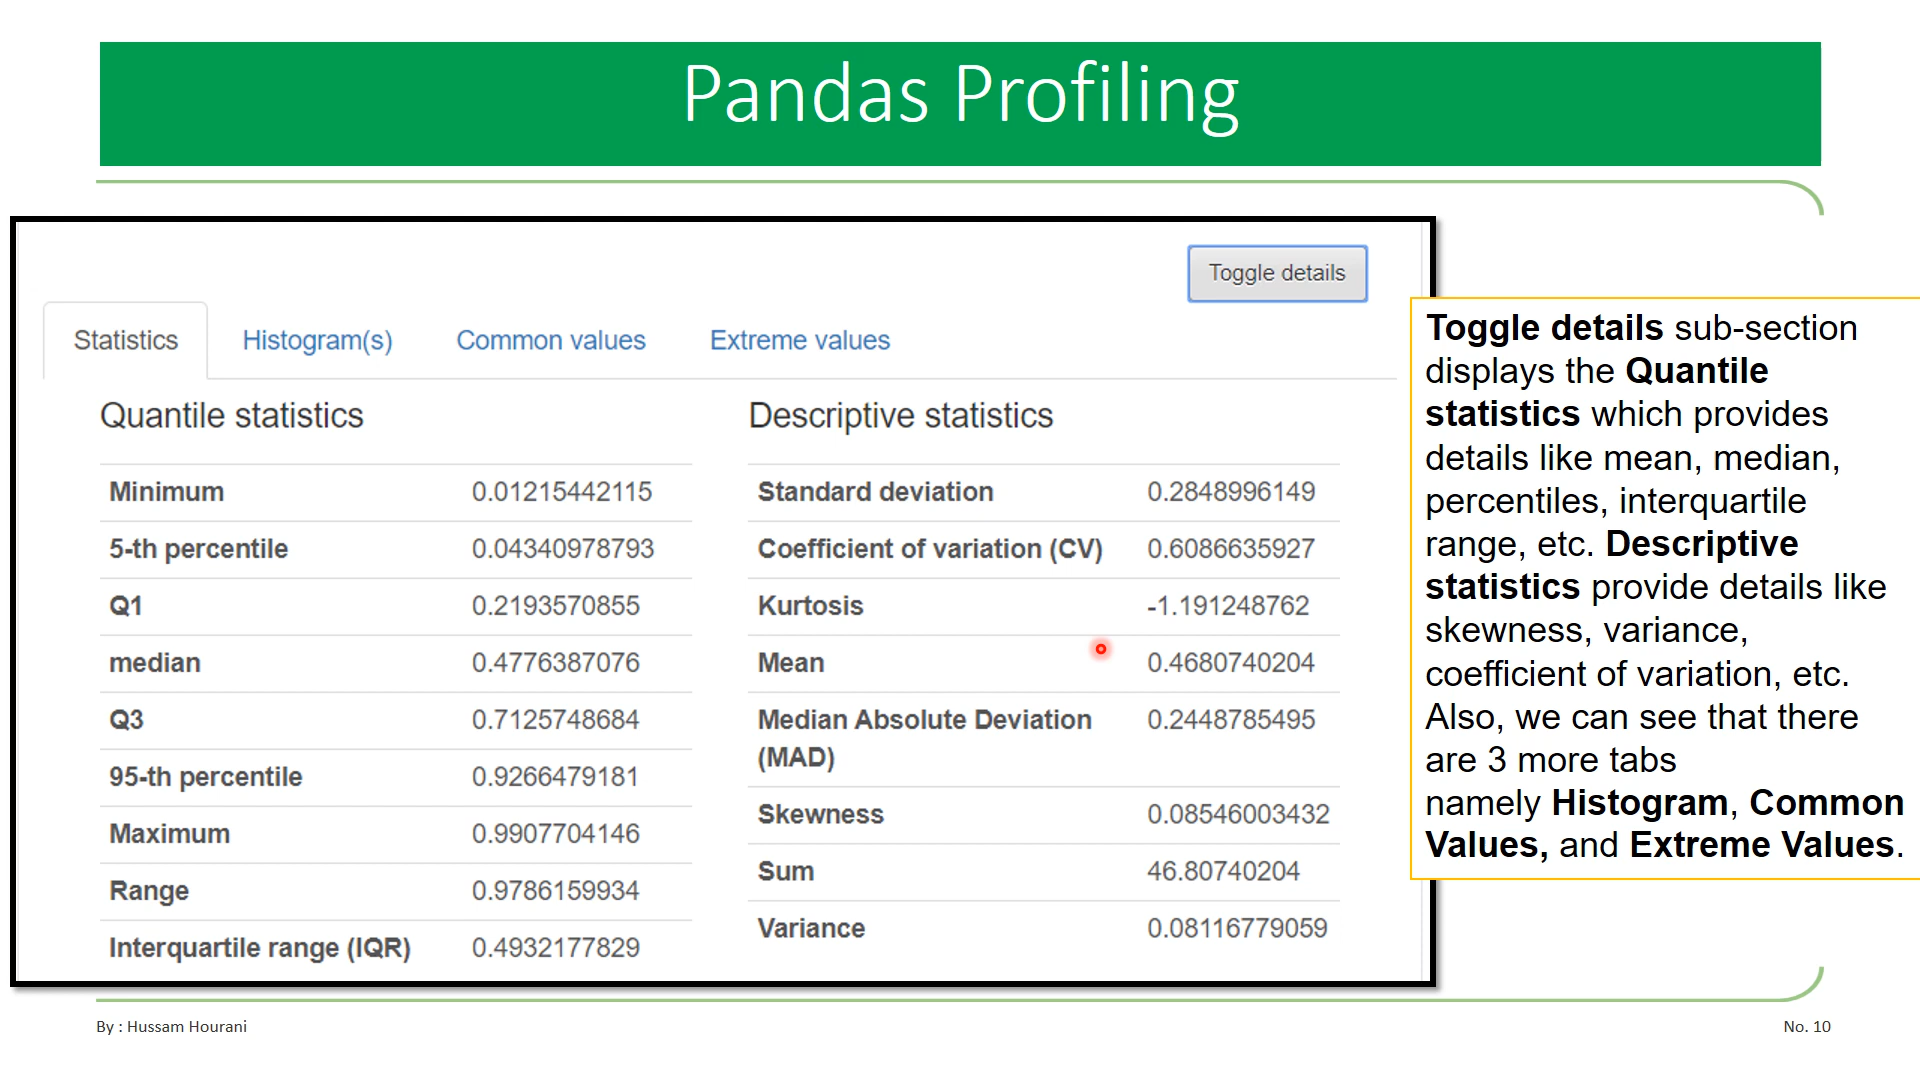 Pandas Profiling
Toggle details
Statistics Histogram(s) Common values Extreme values
Quantile statistics
Minimum 0.01215442115
5-th percentile 0.04340978793
Q1 0.2193570855
median 0.4776387076
Q3 0.7125748684
95-th percentile 0.9266479181
Maximum 0.9907704146
Range 0.9786159934
Interquartile range (IQR) 0.4932177829
Descriptive statistics
Standard deviation 0.2848996149
Coefficient of variation (CV) 0.6086635927
Kurtosis -1.191248762
Mean 0.4680740204
Median Absolute Deviation 0.2448785495
(MAD)
Skewness 0.08546003432
Sum 46.80740204
Variance 0.08116779059
Toggle details sub-section
displays the Quantile
statistics which provides
details like mean, median,
percentiles, interquartile
range, etc. Descriptive
statistics provide details like
skewness, variance,
coefficient of variation, etc.
Also, we can see that there
are 3 more tabs
namely Histogram, Common
Values, and Extreme Values.
By : Hussam Hourani
No. 10